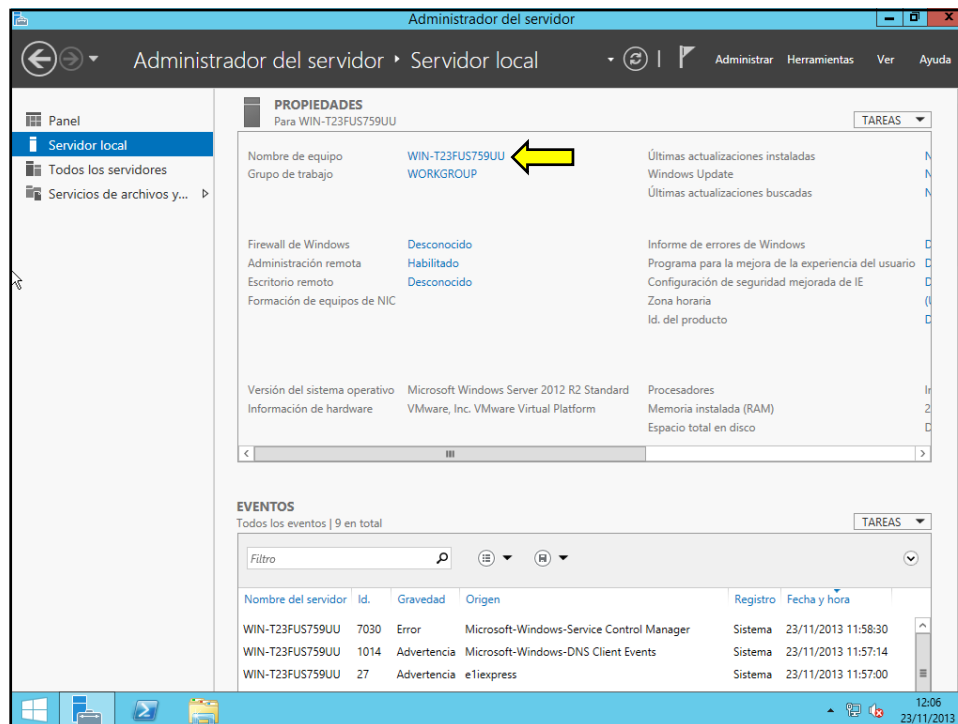 Administrador del servidor
Administrador del servidor Servidor local
Administrar Herramientas Ver Ayuda
Panel
Servidor local
Todos los servidores
Servicios de archivos y...
PROPIEDADES
Para WIN-T23FUS759UU
TAREAS
Nombre de equipo WIN-T23FUS759UU Últimas actualizaciones instaladas N
Grupo de trabajo WORKGROUP Windows Update N
Últimas actualizaciones buscadas N
Firewall de Windows Desconocido Informe de errores de Windows D
Administración remota Habilitado Programa para la mejora de la experiencia del usuario D
Escritorio remoto Desconocido Configuración de seguridad mejorada de IE D
Formación de equipos de NIC Zona horaria (U
Id. del producto D
Versión del sistema operativo Microsoft Windows Server 2012 R2 Standard Procesadores In
Información de hardware VMware, Inc. VMware Virtual Platform Memoria instalada (RAM) 2
Espacio total en disco D
EVENTOS
Todos los eventos | 9 en total
TAREAS
Filtro
Nombre del servidor Id. Gravedad Origen Registro Fecha y hora
WIN-T23FUS759UU 7030 Error Microsoft-Windows-Service Control Manager Sistema 23/11/2013 11:58:30
WIN-T23FUS759UU 1014 Advertencia Microsoft-Windows-DNS Client Events Sistema 23/11/2013 11:57:14
WIN-T23FUS759UU 27 Advertencia e1iexpress Sistema 23/11/2013 11:57:00
12:06
23/11/2013